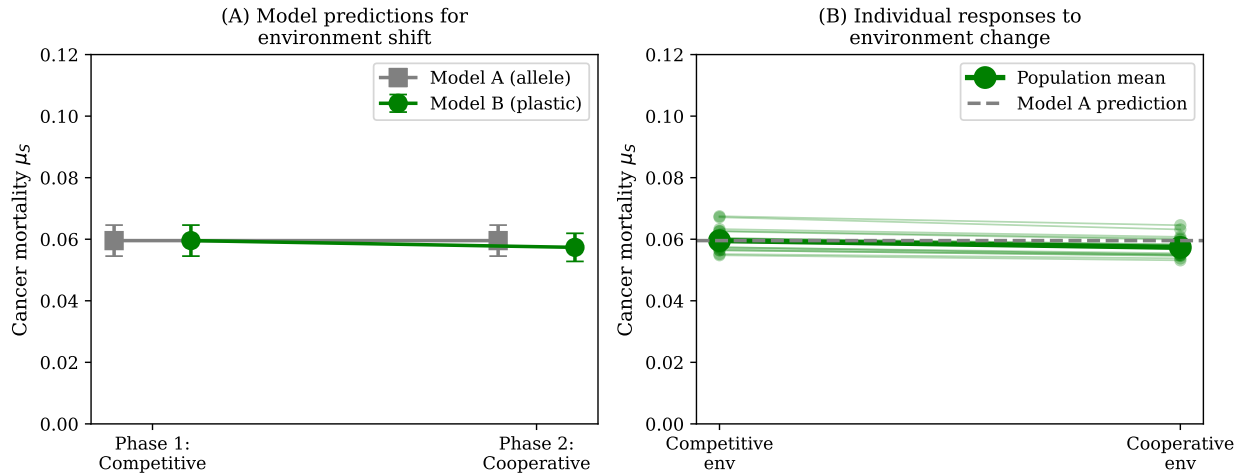 (A) Model predictions for
environment shift
Cancer mortality μ_S
0.12
0.10
0.08
0.06
0.04
0.02
0.00
Model A (allele)
Model B (plastic)
Phase 1:
Competitive
Phase 2:
Cooperative
(B) Individual responses to
environment change
Cancer mortality μ_S
0.12
0.10
0.08
0.06
0.04
0.02
0.00
Population mean
Model A prediction
Competitive
env
Cooperative
env